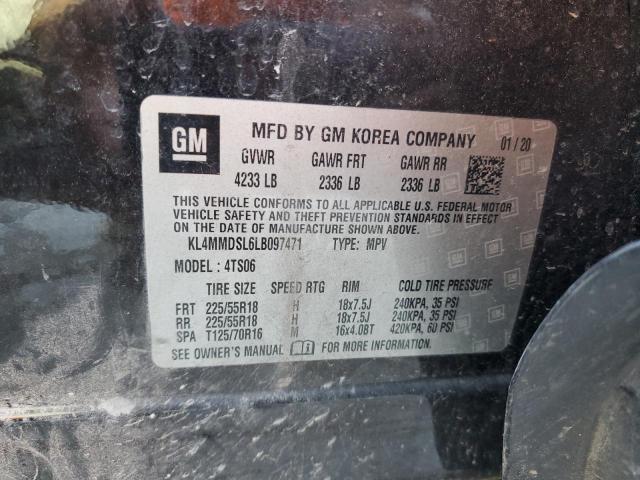 GM MFD BY GM KOREA COMPANY 01/20
GVWR GAWR FRT GAWR RR
4233 LB 2336 LB 2336 LB
THIS VEHICLE CONFORMS TO ALL APPLICABLE U.S. FEDERAL MOTOR
VEHICLE SAFETY AND THEFT PREVENTION STANDARDS IN EFFECT
ON THE DATE OF MANUFACTURE SHOWN ABOVE.
KL4MMDSL6LB097471 TYPE: MPV
MODEL: 4TS06
TIRE SIZE SPEED RTG RIM COLD TIRE PRESSURE
FRT 225/55R18 H 18x7.5J 240KPA, 35 PSI
RR 225/55R18 H 18x7.5J 240KPA, 35 PSI
SPA T125/70R16 M 16x4.0BT 420KPA, 60 PSI
SEE OWNER'S MANUAL FOR MORE INFORMATION.